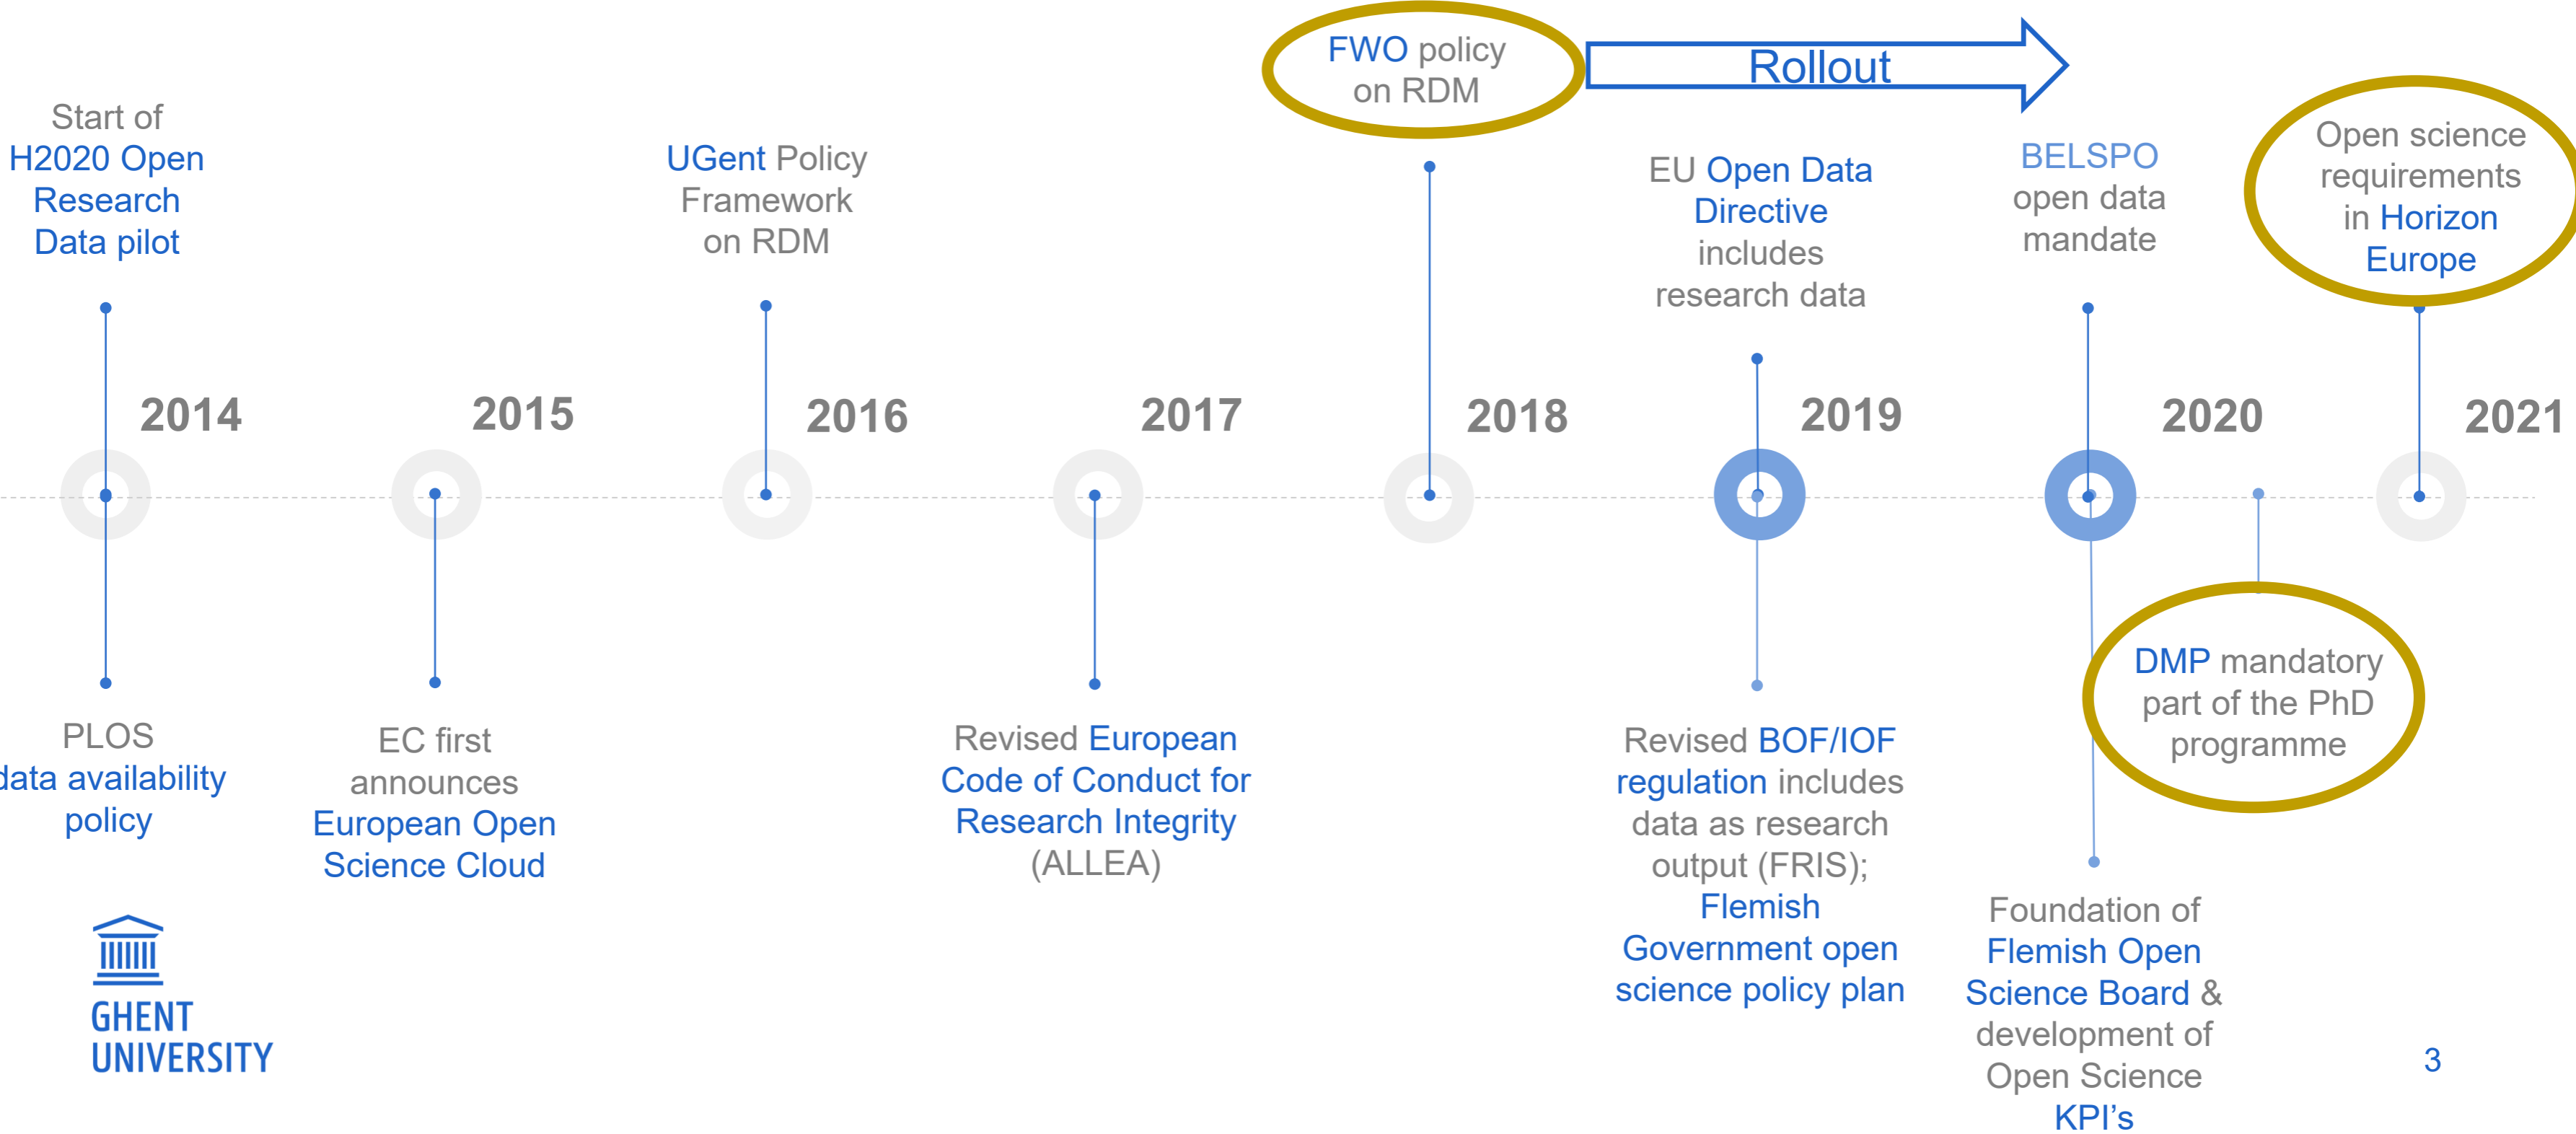 FWO policy
on RDM
Rollout
Start of
H2020 Open
Research
Data pilot
UGent Policy
Framework
on RDM
EU Open Data
Directive
includes
research data
BELSPO
open data
mandate
Open science
requirements
in Horizon
Europe
2014
2015
2016
2017
2018
2019
2020
2021
PLOS
data availability
policy
EC first
announces
European Open
Science Cloud
Revised European
Code of Conduct for
Research Integrity
(ALLEA)
Revised BOF/IOF
regulation includes
data as research
output (FRIS);
Flemish
Government open
science policy plan
DMP mandatory
part of the PhD
programme
Foundation of
Flemish Open
Science Board &
development of
Open Science
KPI's
GHENT
UNIVERSITY
3